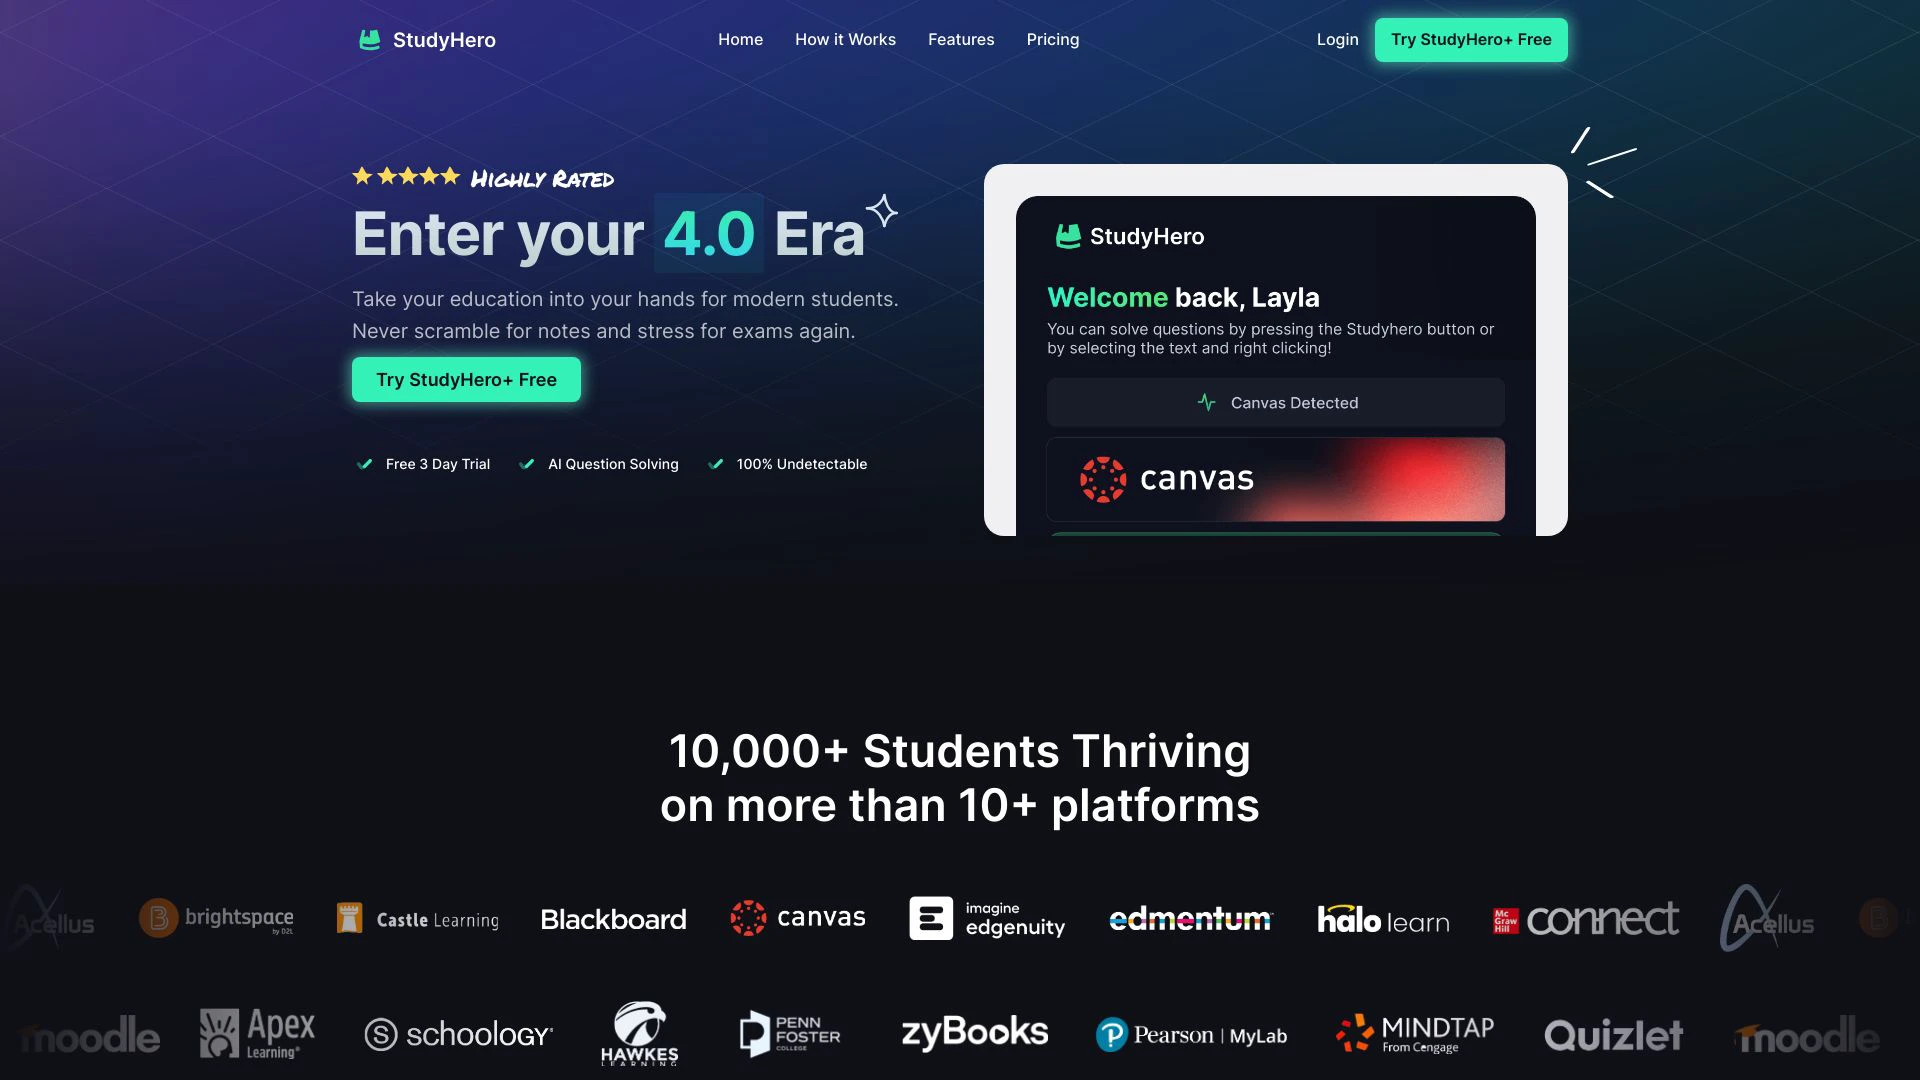 StudyHero
Home
How it Works
Features
Pricing
Login
Try StudyHero+ Free
Highly Rated
Enter your 4.0 Era
Take your education into your hands for modern students.
Never scramble for notes and stress for exams again.
Try StudyHero+ Free
Free 3 Day Trial
AI Question Solving
100% Undetectable
StudyHero
Welcome back, Layla
You can solve questions by pressing the Studyhero button or
by selecting the text and right clicking!
Canvas Detected
canvas
10,000+ Students Thriving
on more than 10+ platforms
Acellus
brightspace
by D2L
Castle Learning
Blackboard
canvas
imagine
edgenuity
edmentum
halo learn
Mc
Graw
Hill
connect
Acellus
moodle
Apex
Learning®
schoology®
HAWKES
LEARNING
PENN
FOSTER
COLLEGE
zyBooks
Pearson | MyLab
MINDTAP
From Cengage
Quizlet
moodle